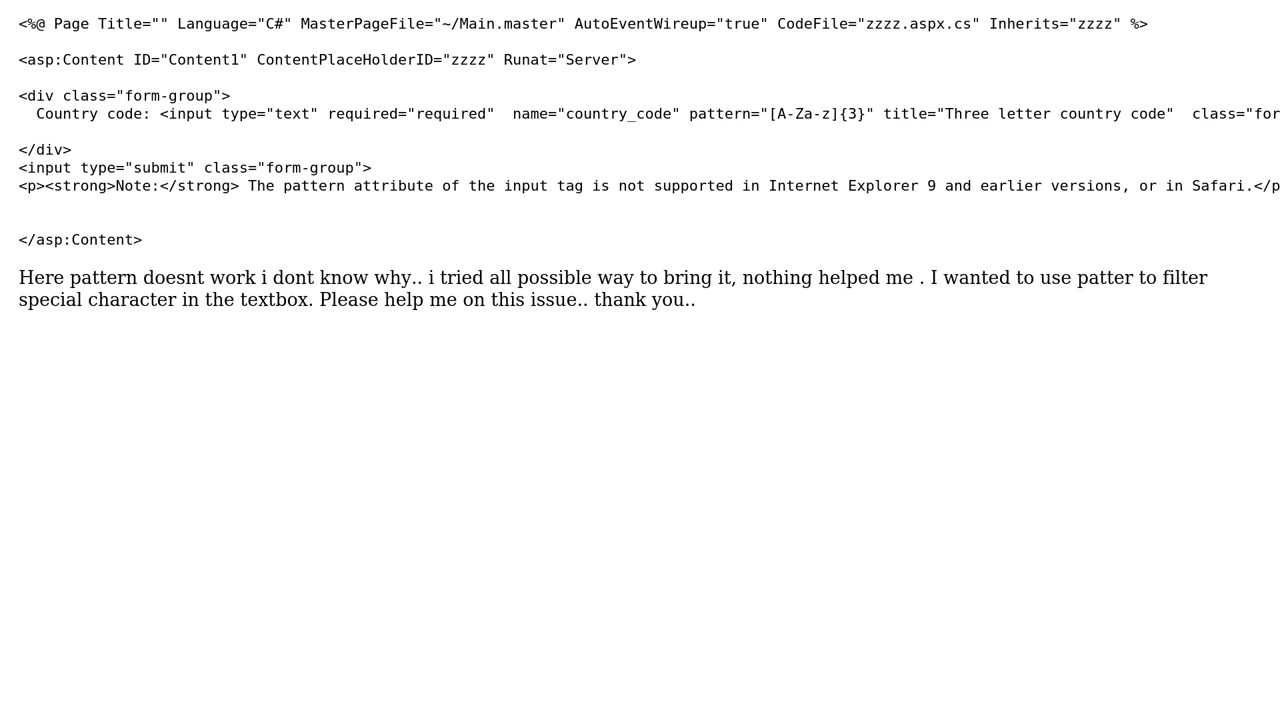 <%@ Page Title="" Language="C#" MasterPageFile="~/Main.master" AutoEventWireup="true" CodeFile="zzzz.aspx.cs" Inherits="zzzz" %>
<asp:Content ID="Content1" ContentPlaceHolderID="zzzz" Runat="Server">
<div class="form-group">
Country code: <input type="text" required="required"  name="country_code" pattern="[A-Za-z]{3}" title="Three letter country code"  class="for
</div>
<input type="submit" class="form-group">
<p><strong>Note:</strong> The pattern attribute of the input tag is not supported in Internet Explorer 9 and earlier versions, or in Safari.</p
</asp:Content>
Here pattern doesnt work i dont know why.. i tried all possible way to bring it, nothing helped me . I wanted to use patter to filter
special character in the textbox. Please help me on this issue.. thank you..